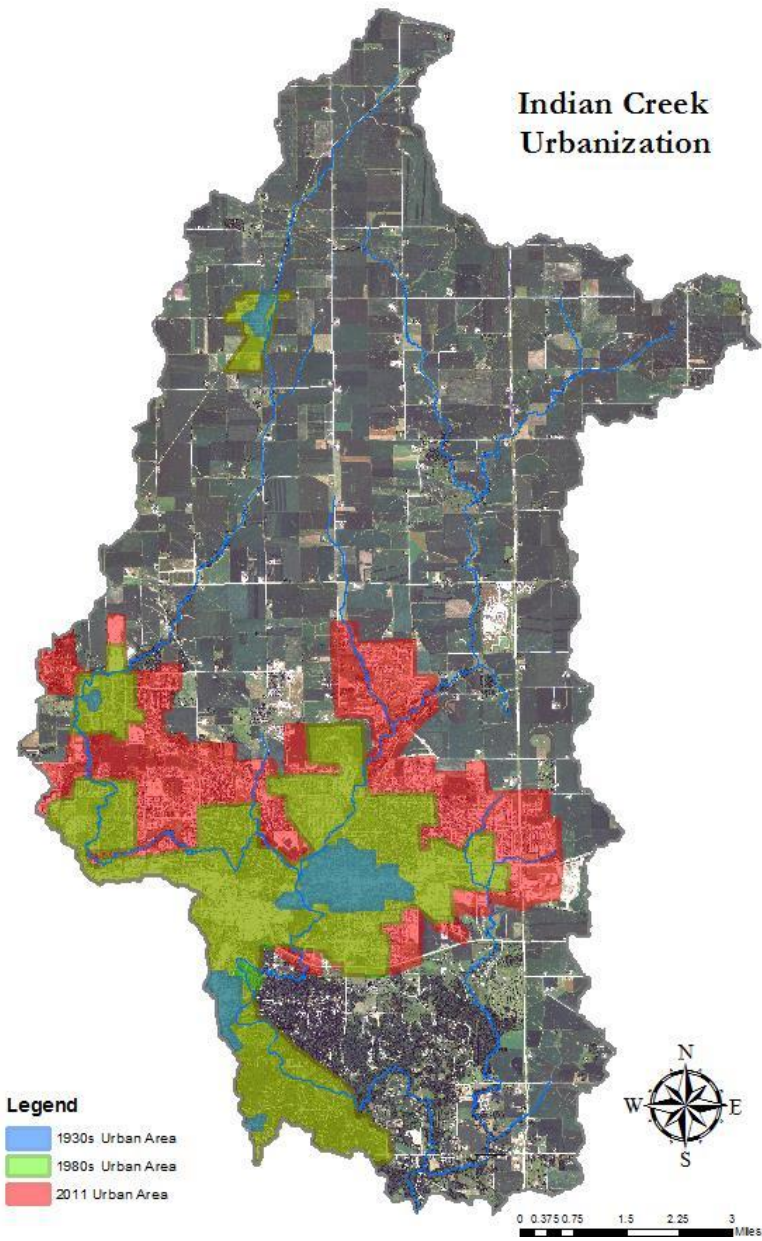 Indian Creek
Urbanization
N
W E
S
Legend
1930s Urban Area
1980s Urban Area
2011 Urban Area
0 0.375 0.75 1.5 2.25 3
Miles